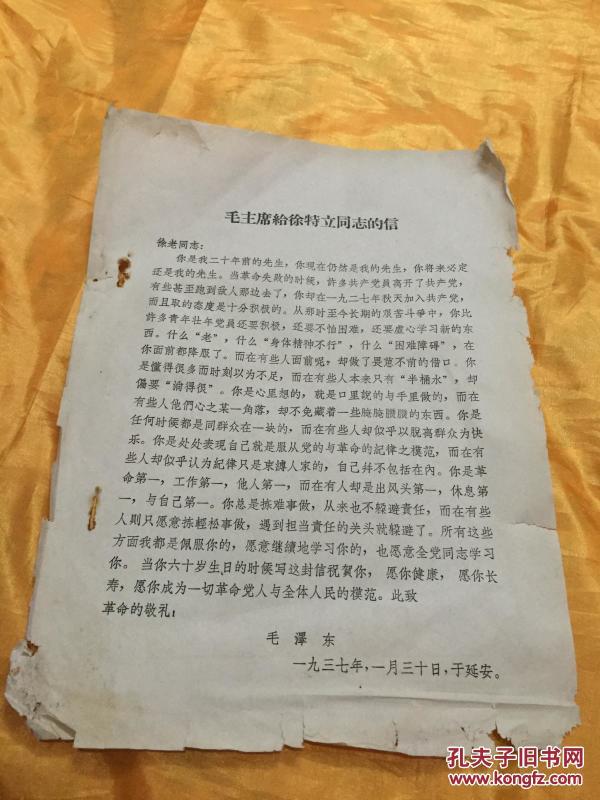 毛主席給徐特立同志的信
徐老同志：
你是我二十年前的先生，你現在仍然是我的先生，你将来必定
还是我的先生。当革命失敗的时候，許多共产党員离开了共产党，
有些甚至跑到敌人那边去了，你却在一九二七年秋天加入共产党，
而且取的态度是十分积极的。从那时至今长期的艰苦斗爭中，你比
許多青年壮年党員还要积极，还要不怕困难，还要虛心学习新的东
西。什么“老”，什么“身体精神不行”，什么“困难障碍”，在
你面前都降服了。而在有些人面前呢，却做了畏葸不前的借口。你
是懂得很多而时刻以为不足，而在有些人本来只有“半桶水”，却
偏要“淌得很”。你是心里想的，就是口里說的与手里做的，而在
有些人他們心之某一角落，却不免藏着一些腌腌臢臢的东西。你是
任何时候都是同群众在一块的，而在有些人却似乎以脫离群众为快
乐。你是处处表現自己就是服从党的与革命的紀律之模范，而在有
些人却似乎认为紀律只是束縛人家的，自己幷不包括在內。你是革
命第一，工作第一，他人第一，而在有人却是出风头第一，休息第
一，与自己第一。你总是拣难事做，从来也不躲避責任，而在有些
人則只愿意拣輕松事做，遇到担当責任的关头就躲避了。所有这些
方面我都是佩服你的，愿意继續地学习你的，也愿意全党同志学习
你。当你六十岁生日的时候写这封信祝賀你，愿你健康，愿你长
寿，愿你成为一切革命党人与全体人民的模范。此致
革命的敬礼！
毛澤东
一九三七年，一月三十日，于延安。
孔夫子旧书网
www.kongfz.com